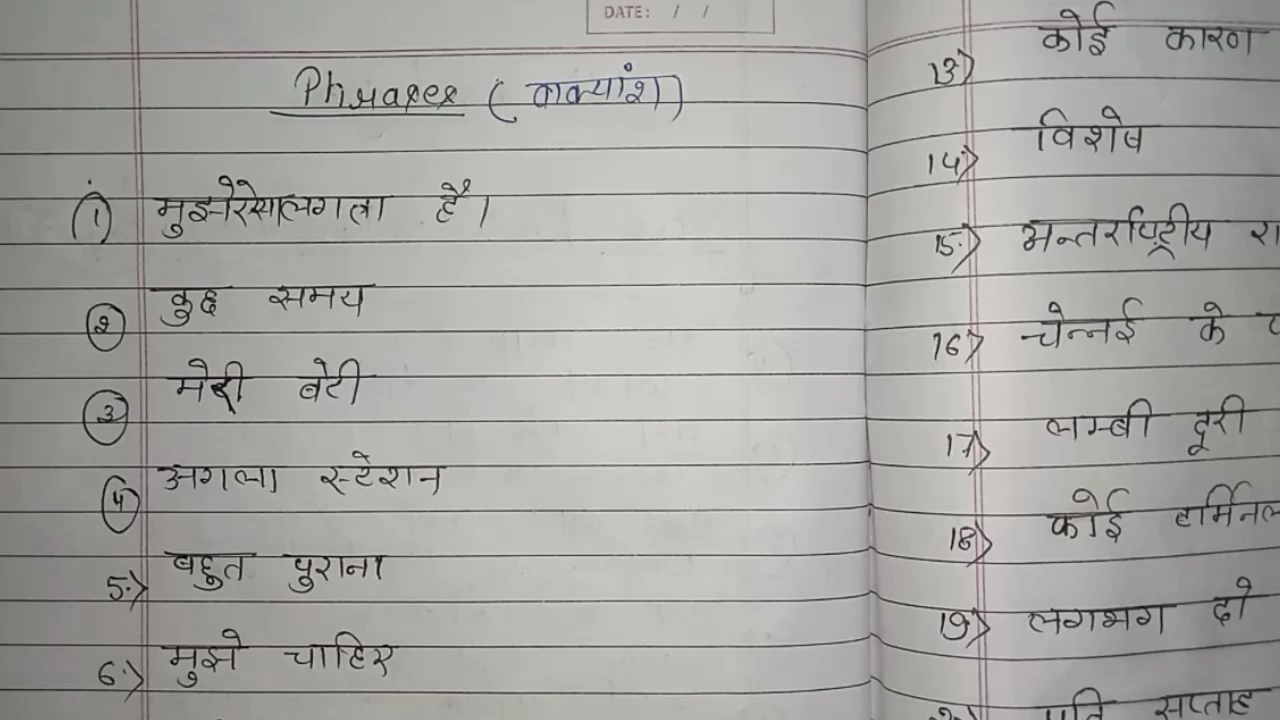 DATE: / /
Phrases (वाक्यांश)
(1) मुझे ऐसा लगता है।
(2) कुछ समय
(3) मेरी बेटी
(4) अगला स्टेशन
5.) बहुत पुराना
6.) मुझे चाहिए
13) कोई कारण
14) विशेष
15.) अन्तर्राष्ट्रीय
16) चेन्नई के
17) लम्बी दूरी
18) कोई टर्मिनल
19) लगभग दो
सप्ताह